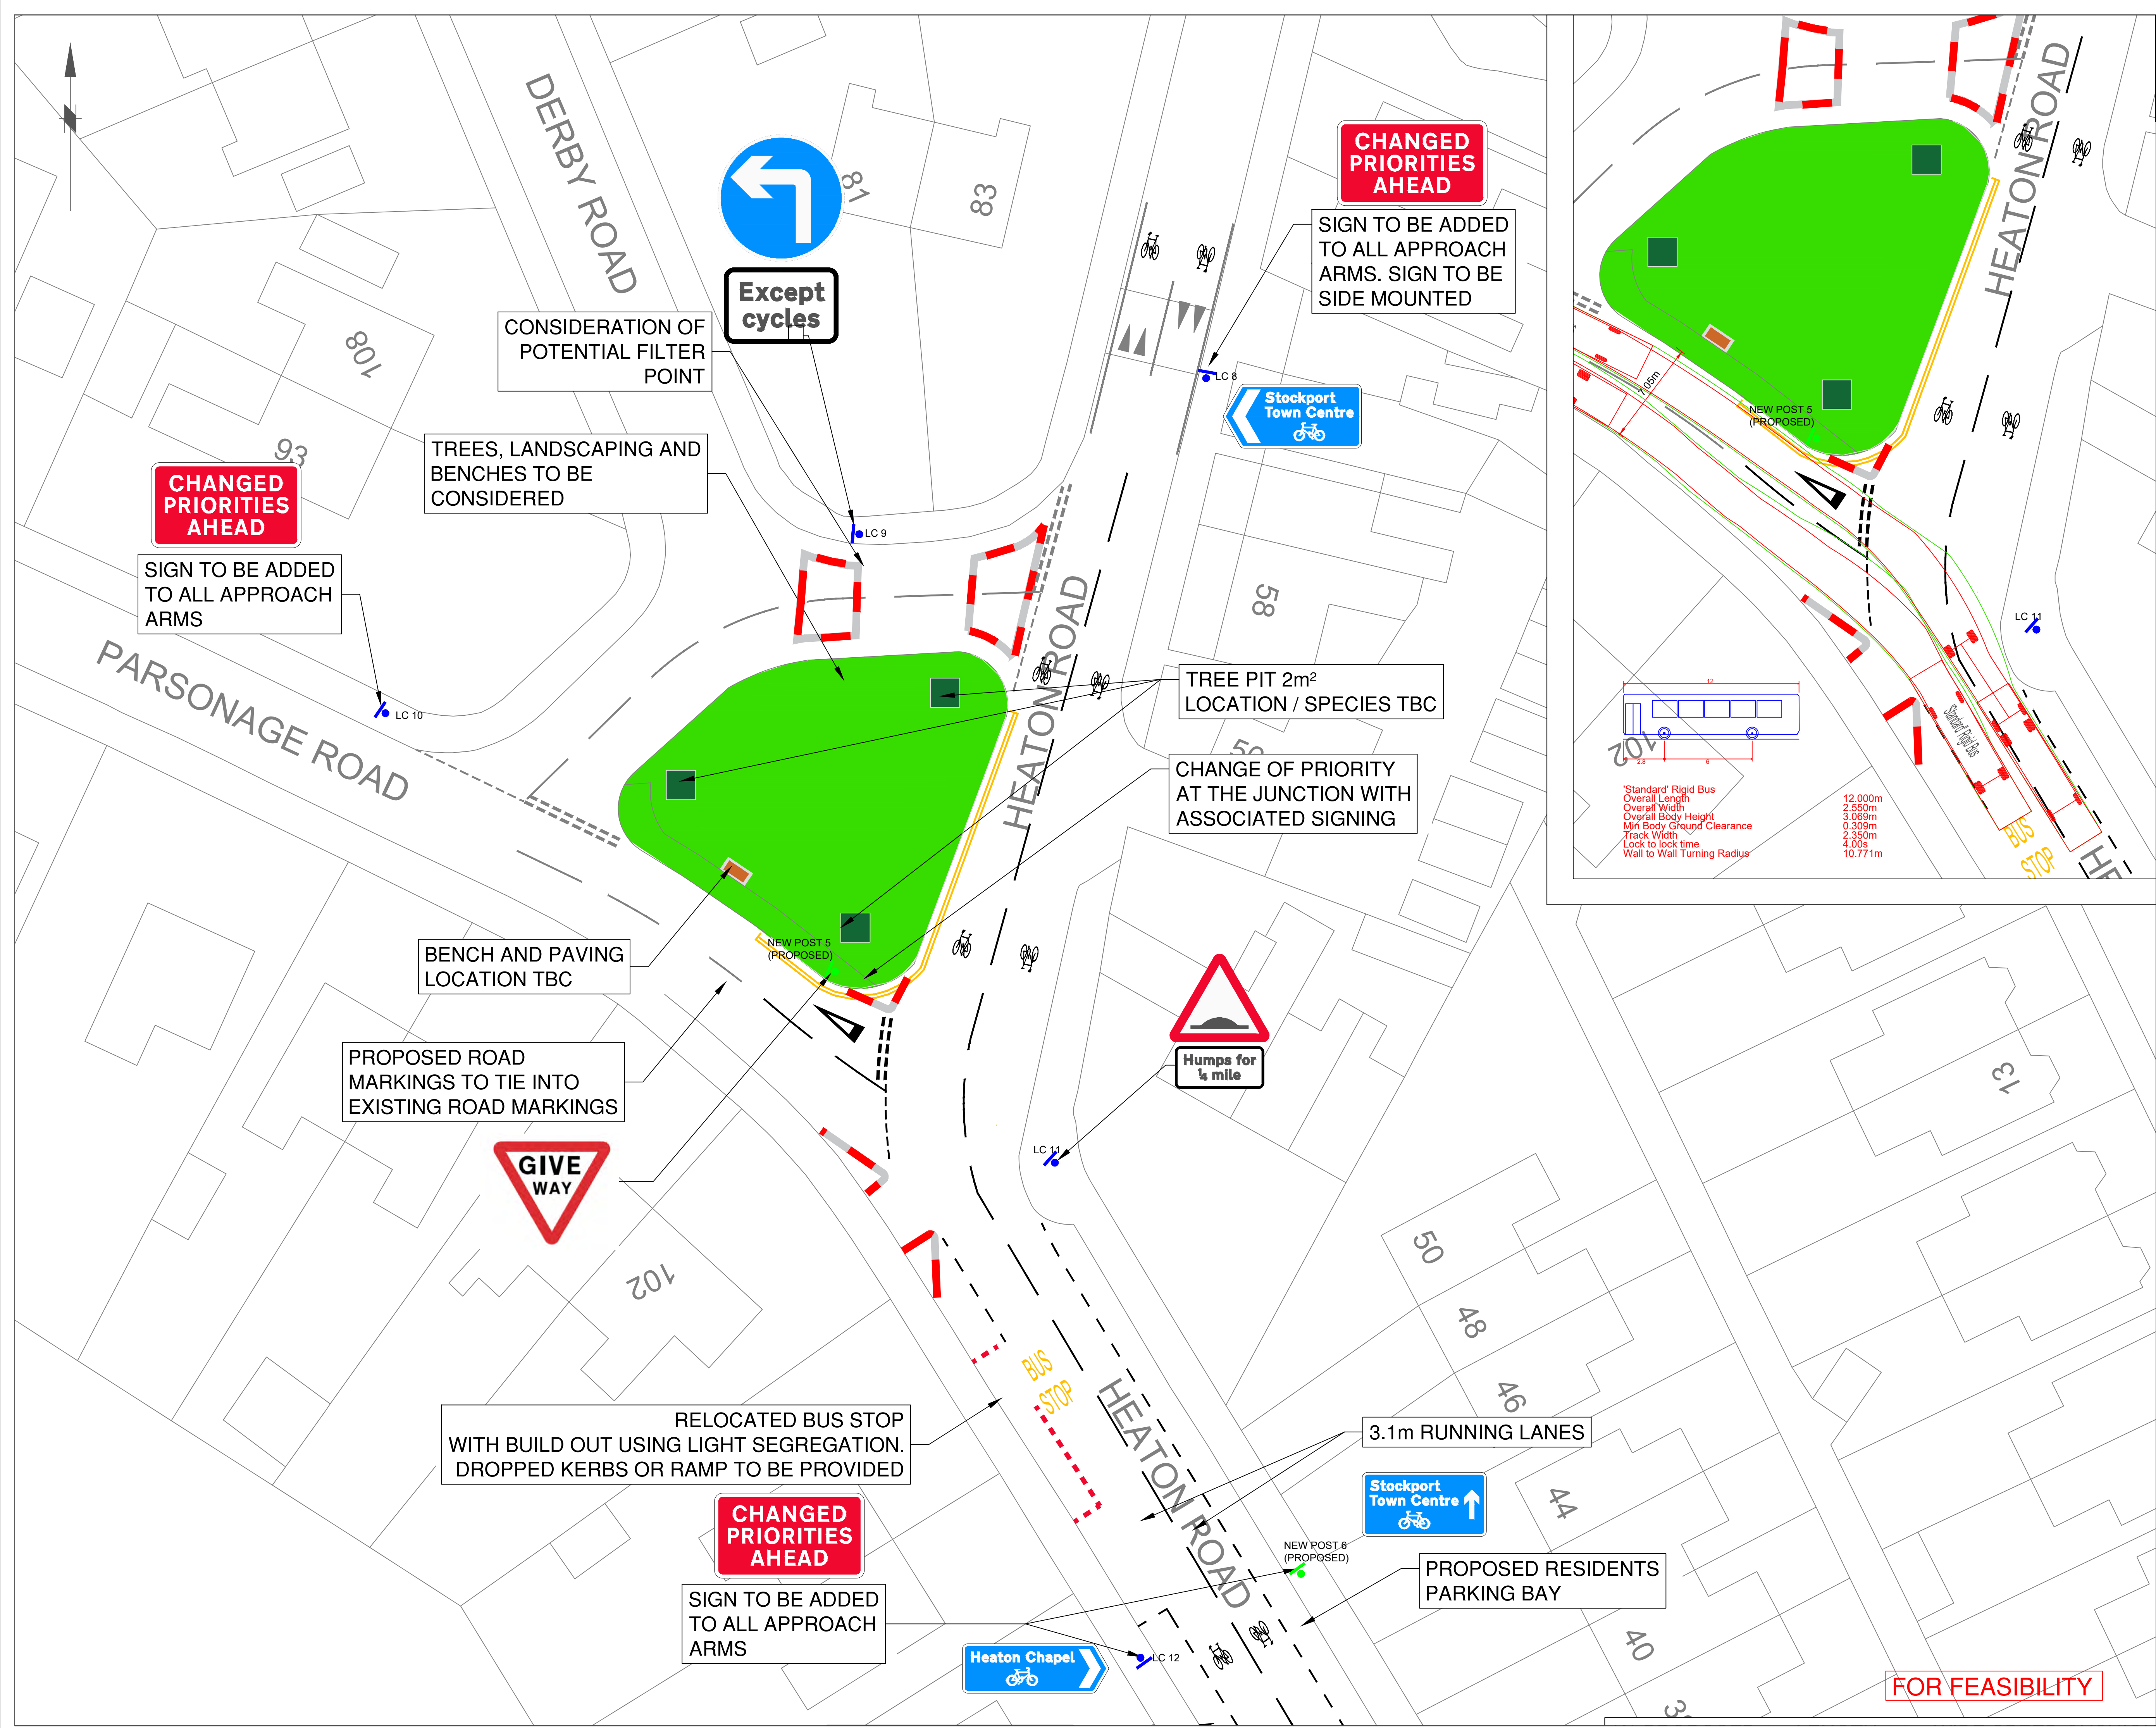 DERBY ROAD
81
83
108
93
Except
cycles
CONSIDERATION OF
POTENTIAL FILTER
POINT
CHANGED
PRIORITIES
AHEAD
SIGN TO BE ADDED
TO ALL APPROACH
ARMS. SIGN TO BE
SIDE MOUNTED
LC 8
Stockport
Town Centre
TREES, LANDSCAPING AND
BENCHES TO BE
CONSIDERED
LC 9
CHANGED
PRIORITIES
AHEAD
SIGN TO BE ADDED
TO ALL APPROACH
ARMS
LC 10
PARSONAGE ROAD
HEATON ROAD
58
TREE PIT 2m²
LOCATION / SPECIES TBC
CHANGE OF PRIORITY
AT THE JUNCTION WITH
ASSOCIATED SIGNING
BENCH AND PAVING
LOCATION TBC
NEW POST 5
(PROPOSED)
PROPOSED ROAD
MARKINGS TO TIE INTO
EXISTING ROAD MARKINGS
GIVE
WAY
Humps for
¼ mile
LC 11
102
50
48
46
44
40
13
BUS
STOP
RELOCATED BUS STOP
WITH BUILD OUT USING LIGHT SEGREGATION.
DROPPED KERBS OR RAMP TO BE PROVIDED
HEATON ROAD
3.1m RUNNING LANES
CHANGED
PRIORITIES
AHEAD
SIGN TO BE ADDED
TO ALL APPROACH
ARMS
Stockport
Town Centre
NEW POST 6
(PROPOSED)
PROPOSED RESIDENTS
PARKING BAY
Heaton Chapel
LC 12
FOR FEASIBILITY
HEATON ROAD
7.05m
NEW POST 5
(PROPOSED)
LC 11
12
2.8
6
102
Standard Rigid Bus
'Standard' Rigid Bus
Overall Length 12.000m
Overall Width 2.550m
Overall Body Height 3.069m
Min Body Ground Clearance 0.309m
Track Width 2.350m
Lock to lock time 4.00s
Wall to Wall Turning Radius 10.771m
BUS
STOP